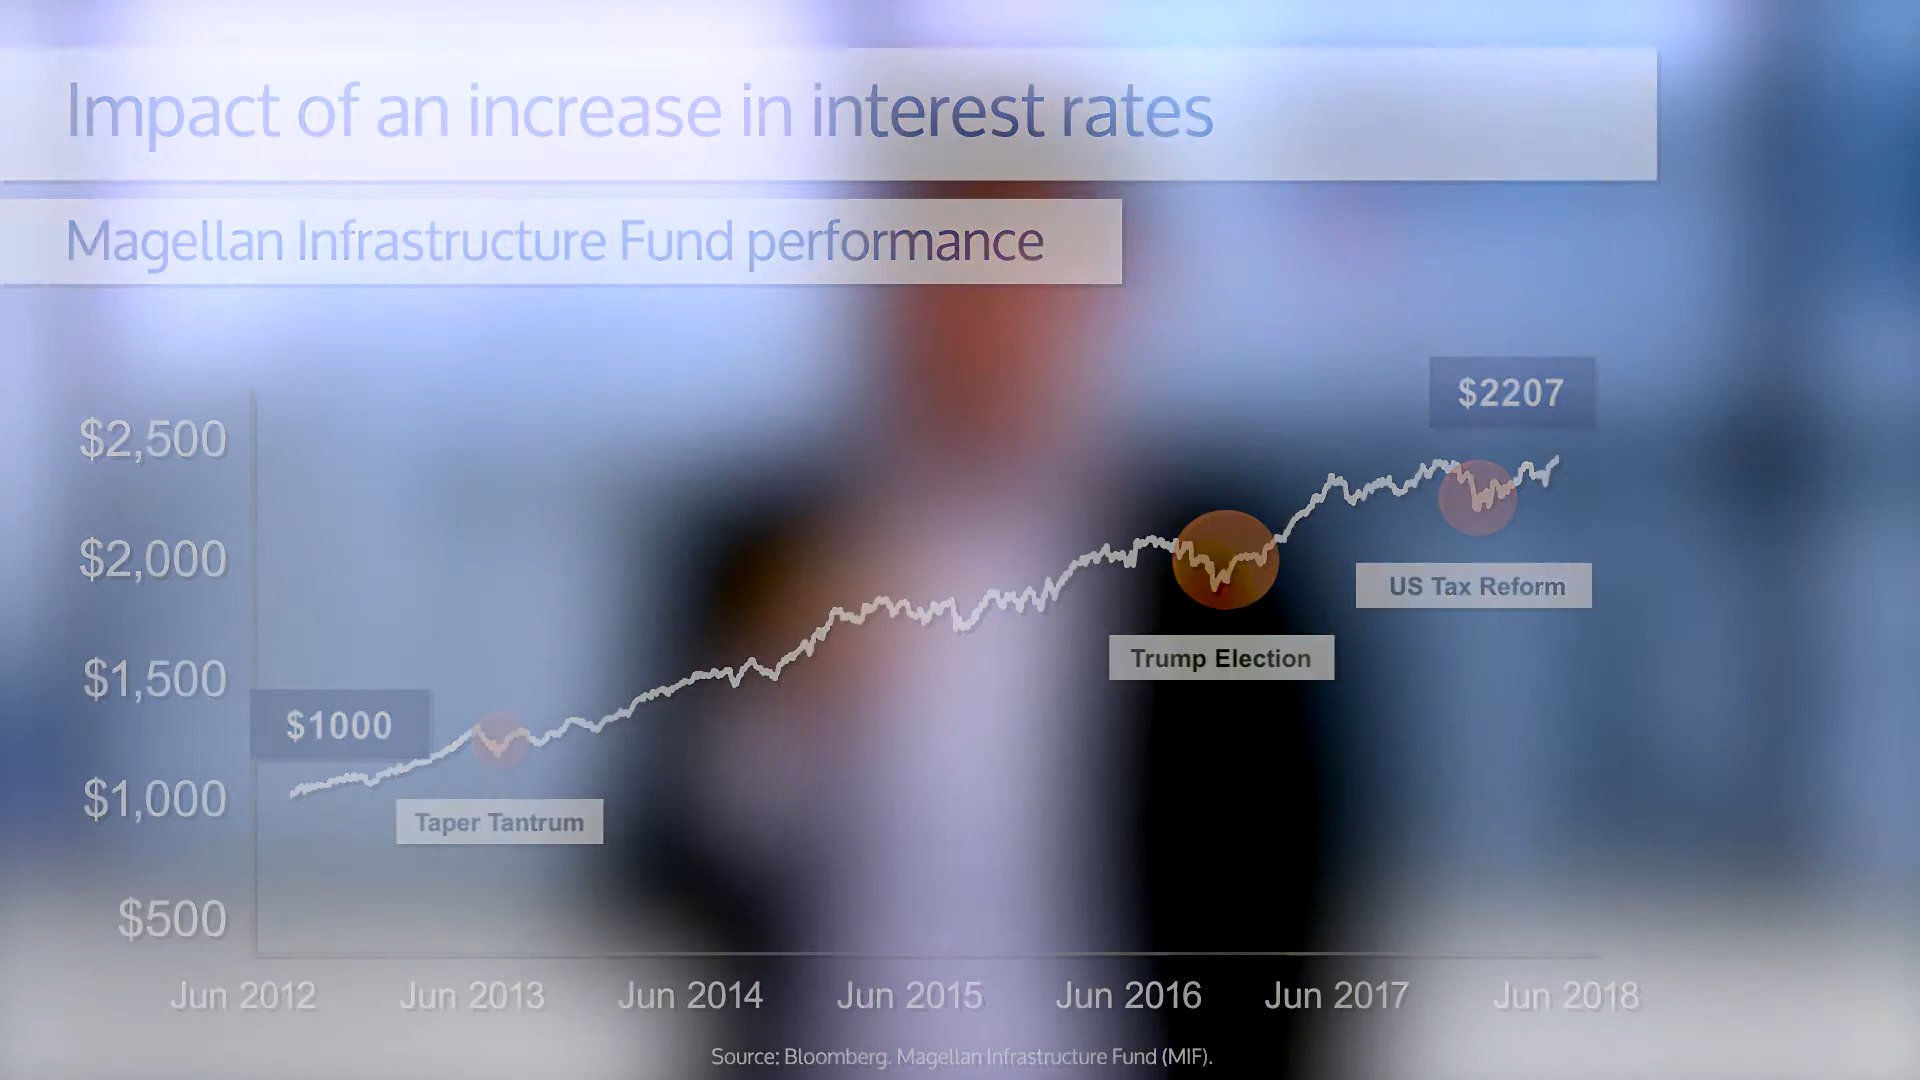 Impact of an increase in interest rates
Magellan Infrastructure Fund performance
$2207
$2,500
$2,000
US Tax Reform
Trump Election
$1,500
$1000
$1,000
Taper Tantrum
$500
Jun 2012 Jun 2013 Jun 2014 Jun 2015 Jun 2016 Jun 2017 Jun 2018
Source: Bloomberg. Magellan Infrastructure Fund (MIF).